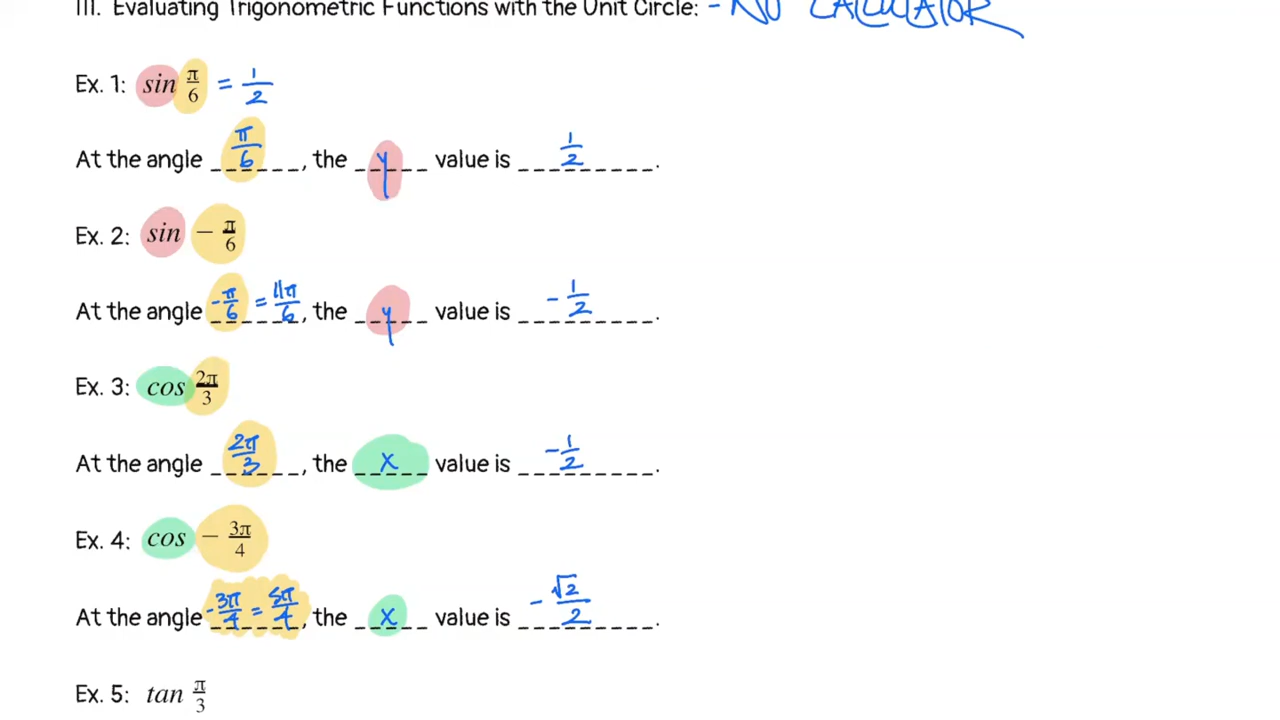 III. Evaluating Trigonometric Functions with the Unit Circle: - NO CALCULATOR
Ex. 1: sin π/6 = 1/2
At the angle π/6, the y value is 1/2.
Ex. 2: sin − π/6
At the angle -π/6 = 11π/6, the y value is -1/2.
Ex. 3: cos 2π/3
At the angle 2π/3, the x value is -1/2.
Ex. 4: cos − 3π/4
At the angle -3π/4 = 5π/4, the x value is -√2/2.
Ex. 5: tan π/3